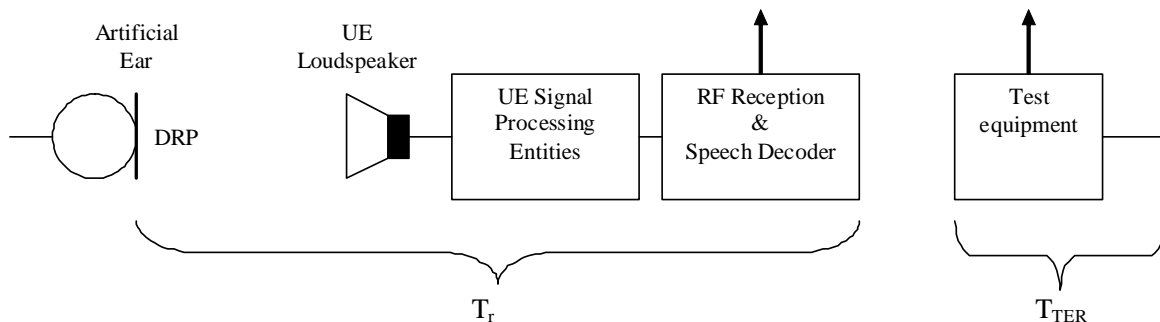 Artificial
Ear
DRP
UE
Loudspeaker
UE Signal
Processing
Entities
RF Reception
&
Speech Decoder
Test
equipment
Tr
TTER